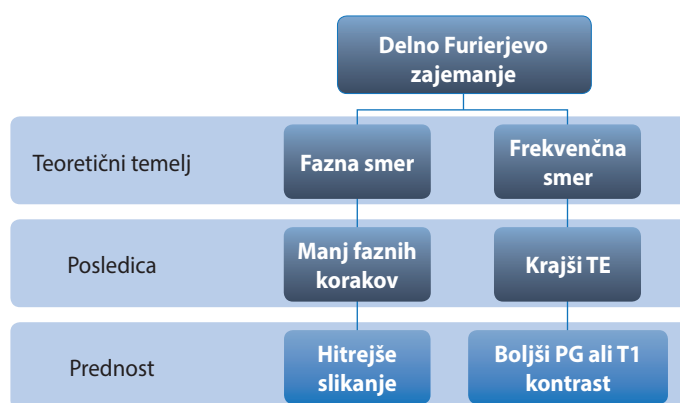 Delno Furierjevo
zajemanje
Teoretični temelj
Fazna smer
Frekvenčna
smer
Posledica
Manj faznih
korakov
Krajši TE
Prednost
Hitrejše
slikanje
Boljši PG ali T1
kontrast